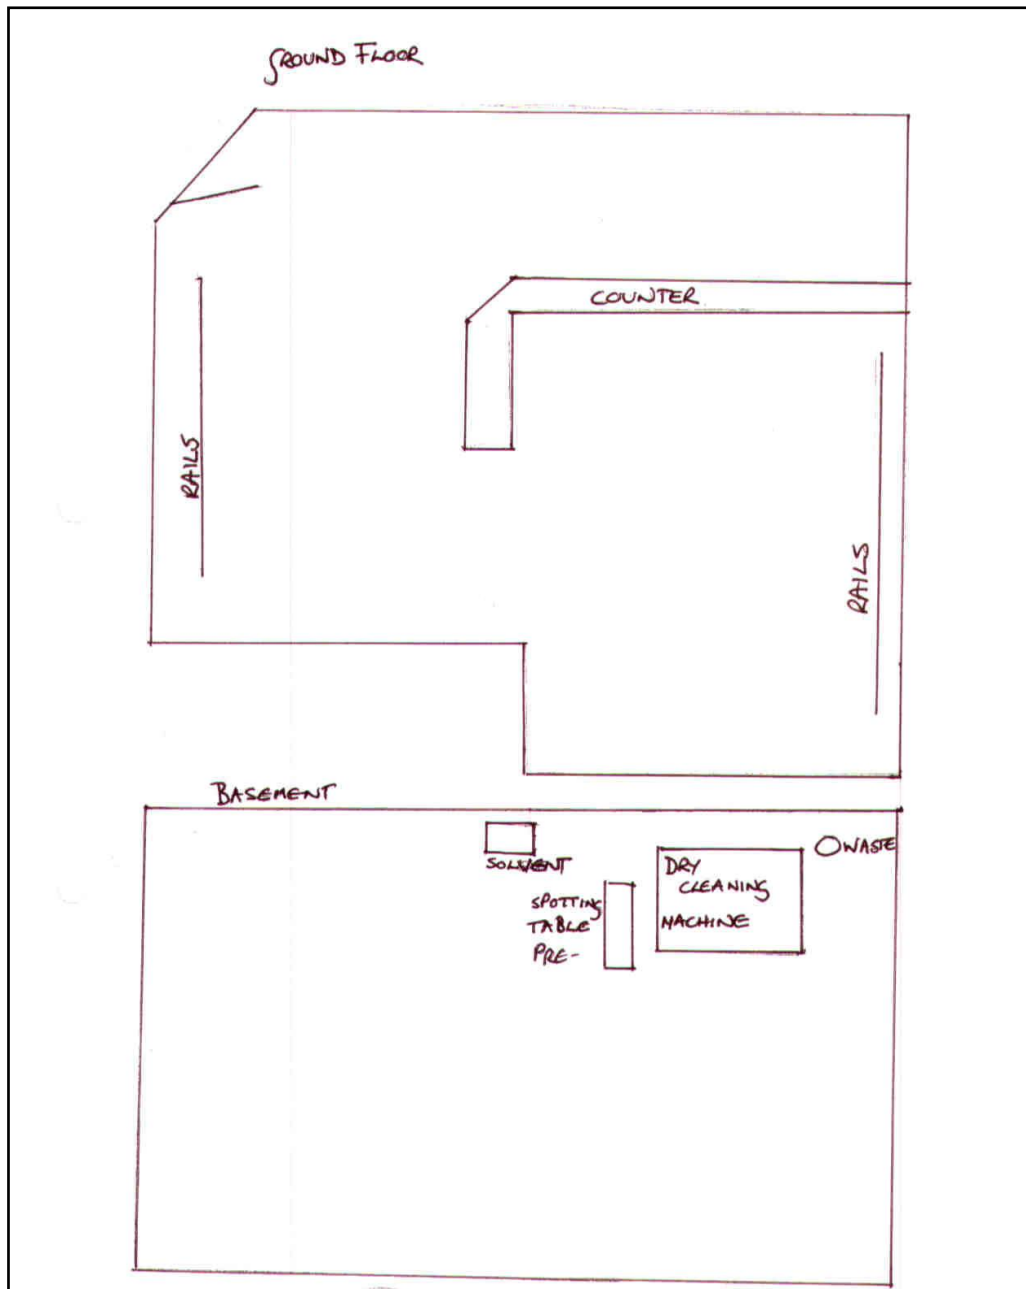 GROUND FLOOR
COUNTER
RAILS
RAILS
BASEMENT
SOLVENT
SPOTTING
TABLE
PRE-
DRY
CLEANING
MACHINE
WASTE